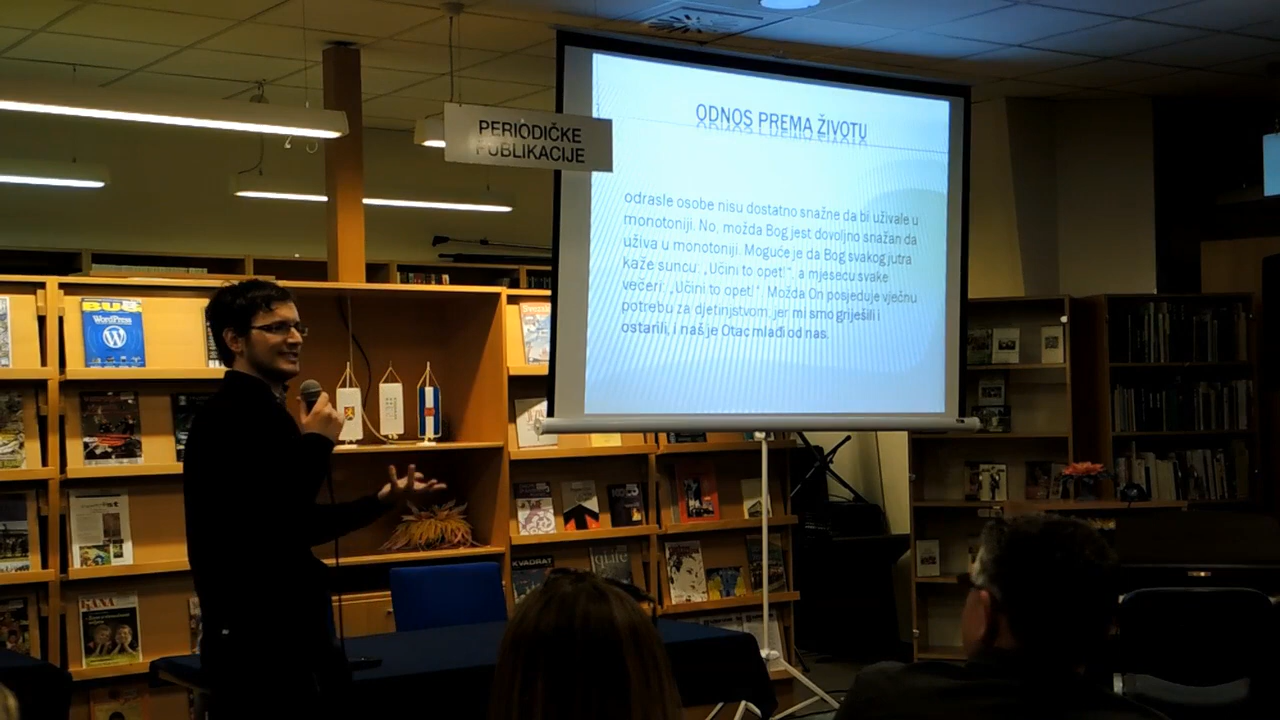 PERIODIČKE
PUBLIKACIJE
ODNOS PREMA ŽIVOTU
odrasle osobe nisu dostatno snažne da bi uživale u
monotoniji. No, možda Bog jest dovoljno snažan da
uživa u monotoniji. Moguće je da Bog svakog jutra
kaže suncu: „Učini to opet!“, a mjesecu svake
večeri: „Učini to opet!“. Možda On posjeduje vječnu
potrebu za djetinjstvom, jer mi smo griješili i
ostarili, i naš je Otac mlađi od nas.
BUG
WordPress
KVADRAT